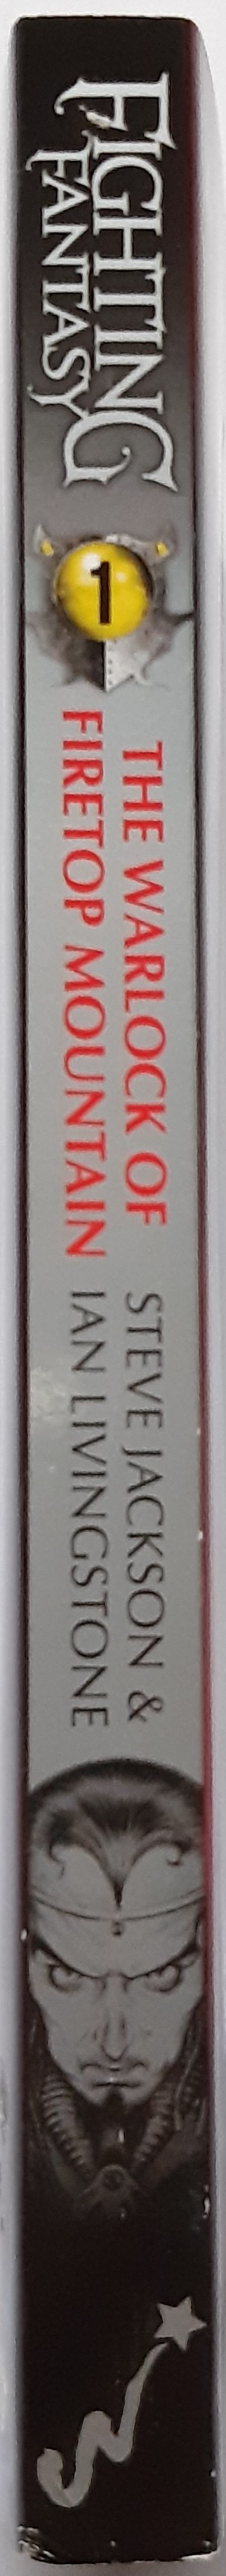 FIGHTING
FANTASY
1
THE WARLOCK OF
FIRETOP MOUNTAIN
STEVE JACKSON &
IAN LIVINGSTONE